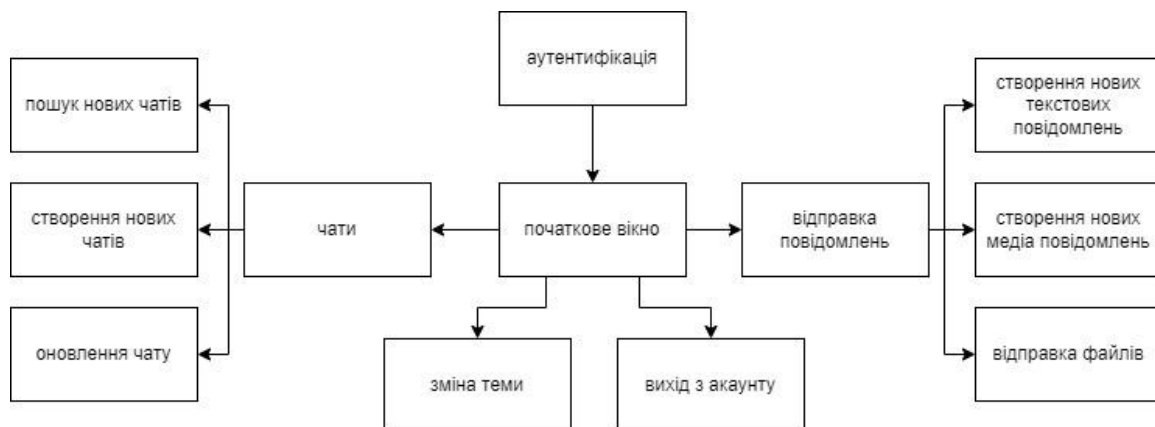 аутентифікація
пошук нових чатів
створення нових
текстових
повідомлень
створення нових
чатів
чати
початкове вікно
відправка
повідомлень
створення нових
медіа повідомлень
оновлення чату
зміна теми
вихід з акаунту
відправка файлів